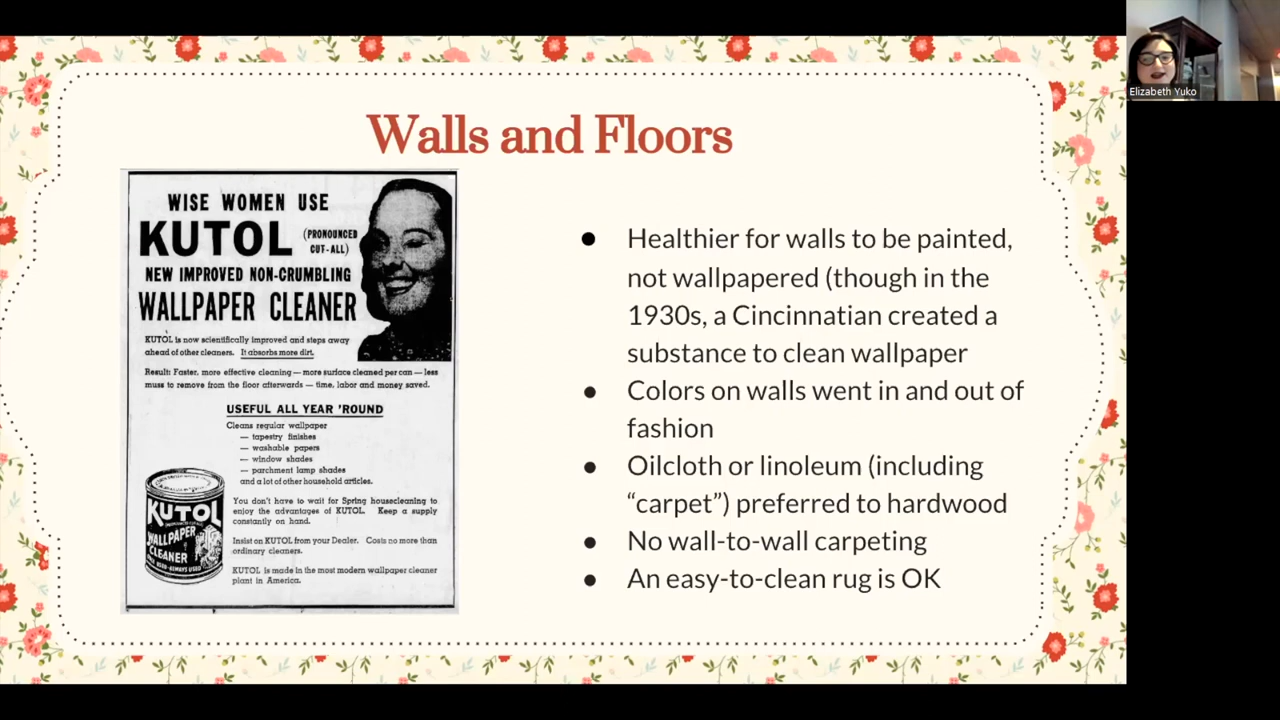 Elizabeth Yuko
Walls and Floors
WISE WOMEN USE
KUTOL (PRONOUNCED
CUT-ALL)
NEW IMPROVED NON-CRUMBLING
WALLPAPER CLEANER
KUTOL is now scientifically improved and steps away
ahead of other cleaners. It absorbs more dirt.
Result: Faster, more effective cleaning — more surface cleaned per can — less
muss to remove from the floor afterwards — time, labor and money saved.
USEFUL ALL YEAR 'ROUND
Cleans regular wallpaper
— tapestry finishes
— washable papers
— window shades
— parchment lamp shades
and a lot of other household articles.
You don't have to wait for Spring housecleaning to
enjoy the advantages of KUTOL. Keep a supply
constantly on hand.
Insist on KUTOL from your Dealer. Costs no more than
ordinary cleaners.
KUTOL is made in the most modern wallpaper cleaner
plant in America.
KUTOL
WALLPAPER
CLEANER
● Healthier for walls to be painted,
not wallpapered (though in the
1930s, a Cincinnatian created a
substance to clean wallpaper
● Colors on walls went in and out of
fashion
● Oilcloth or linoleum (including
“carpet”) preferred to hardwood
● No wall-to-wall carpeting
● An easy-to-clean rug is OK